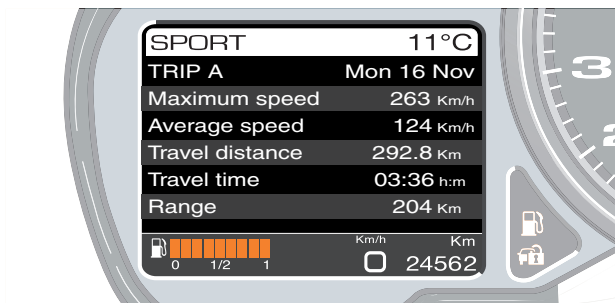 SPORT 11°C
TRIP A Mon 16 Nov
Maximum speed 263 Km/h
Average speed 124 Km/h
Travel distance 292.8 Km
Travel time 03:36 h:m
Range 204 Km
Km/h Km
0 1/2 1 0 24562
3